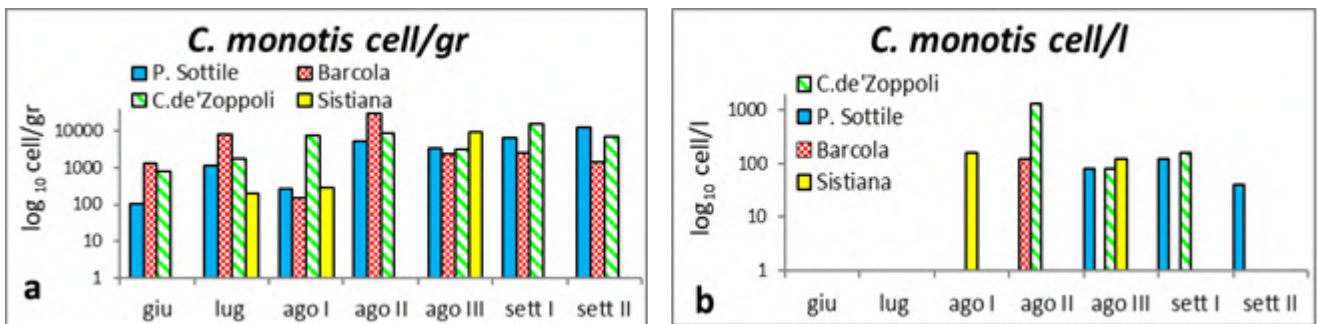 C. monotis cell/gr
P. Sottile Barcola
C.de'Zoppoli Sistiana
log 10 cell/gr
10000
1000
100
10
1
giu lug ago I ago II ago III sett I sett II
a
C. monotis cell/l
C.de'Zoppoli
P. Sottile
Barcola
Sistiana
log10 cell/l
1000
100
10
1
giu lug ago I ago II ago III sett I sett II
b